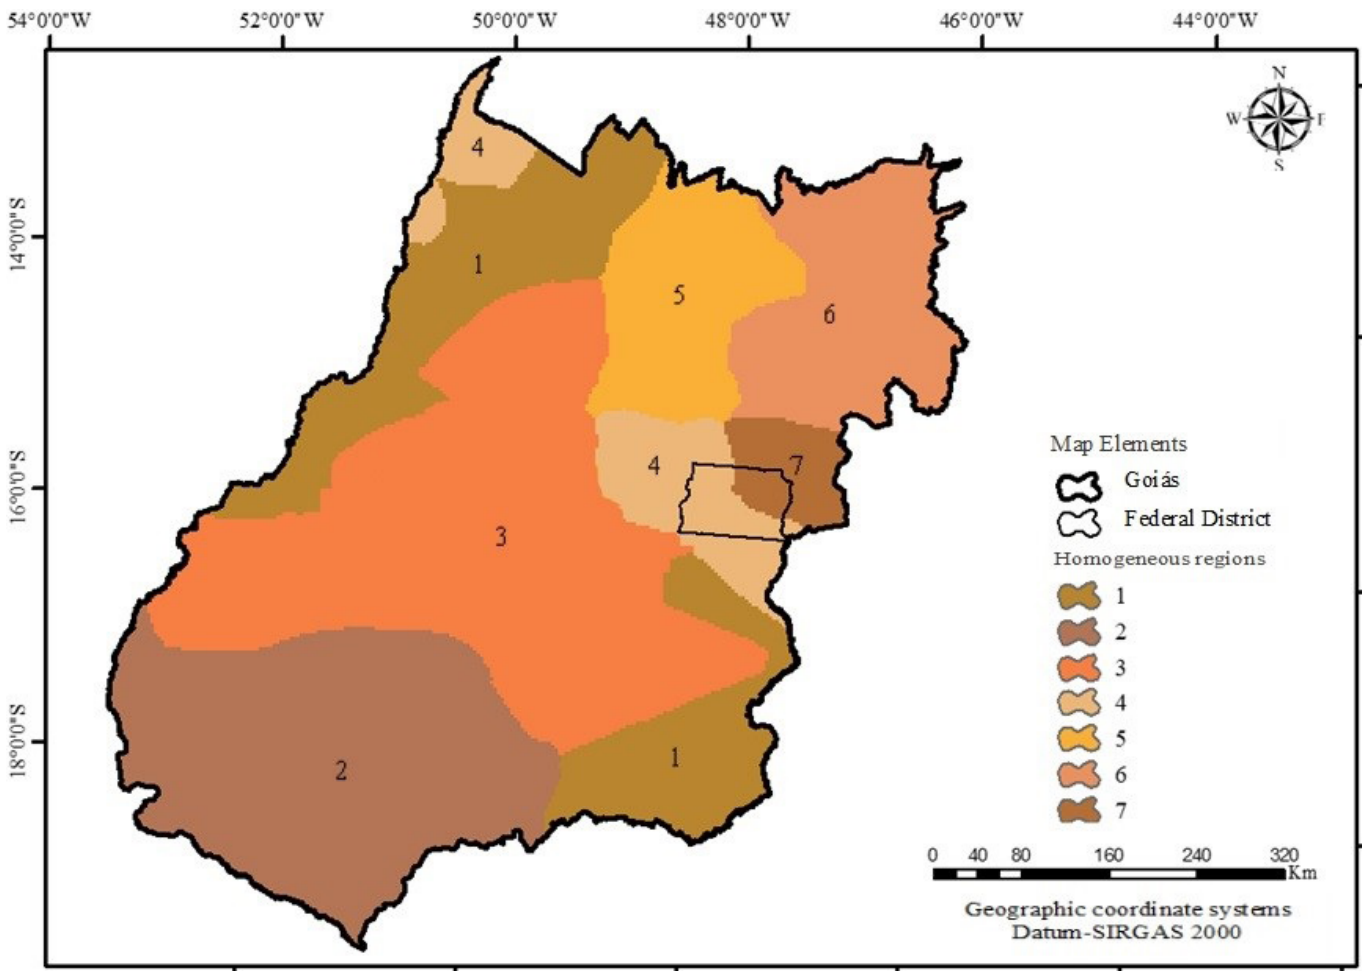 54°0'0"W 52°0'0"W 50°0'0"W 48°0'0"W 46°0'0"W 44°0'0"W
N
W E
S
4
14°0'0"S
1
5
6
4
7
16°0'0"S
3
1
2
18°0'0"S
Map Elements
Goiás
Federal District
Homogeneous regions
1
2
3
4
5
6
7
0 40 80 160 240 320
Km
Geographic coordinate systems
Datum-SIRGAS 2000